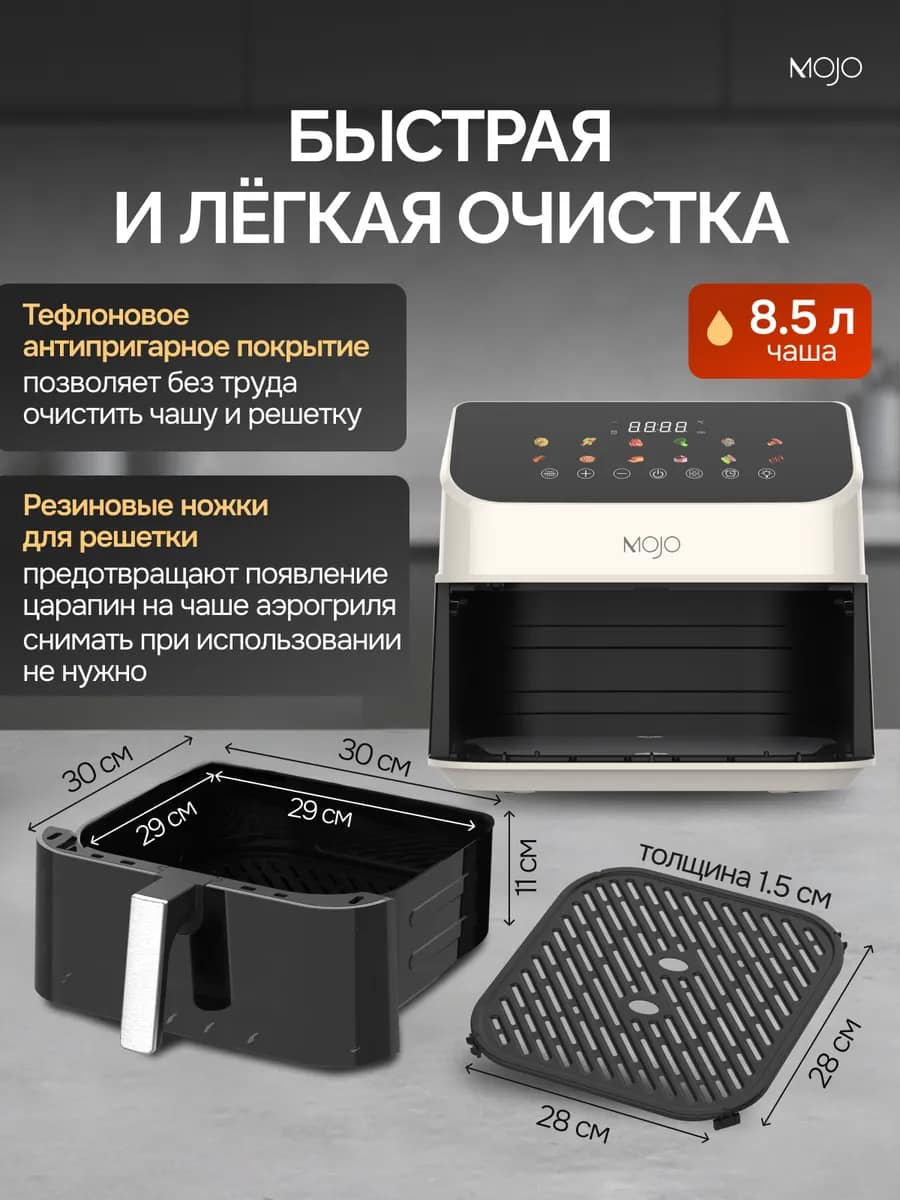 MOJO
БЫСТРАЯ
И ЛЁГКАЯ ОЧИСТКА
Тефлоновое
антипригарное покрытие
позволяет без труда
очистить чашу и решетку
8.5 л
чаша
Резиновые ножки
для решетки
предотвращают появление
царапин на чаше аэрогриля
снимать при использовании
не нужно
88:88
MOJO
30 см
30 см
29 см
29 см
11 см
толщина 1.5 см
28 см
28 см